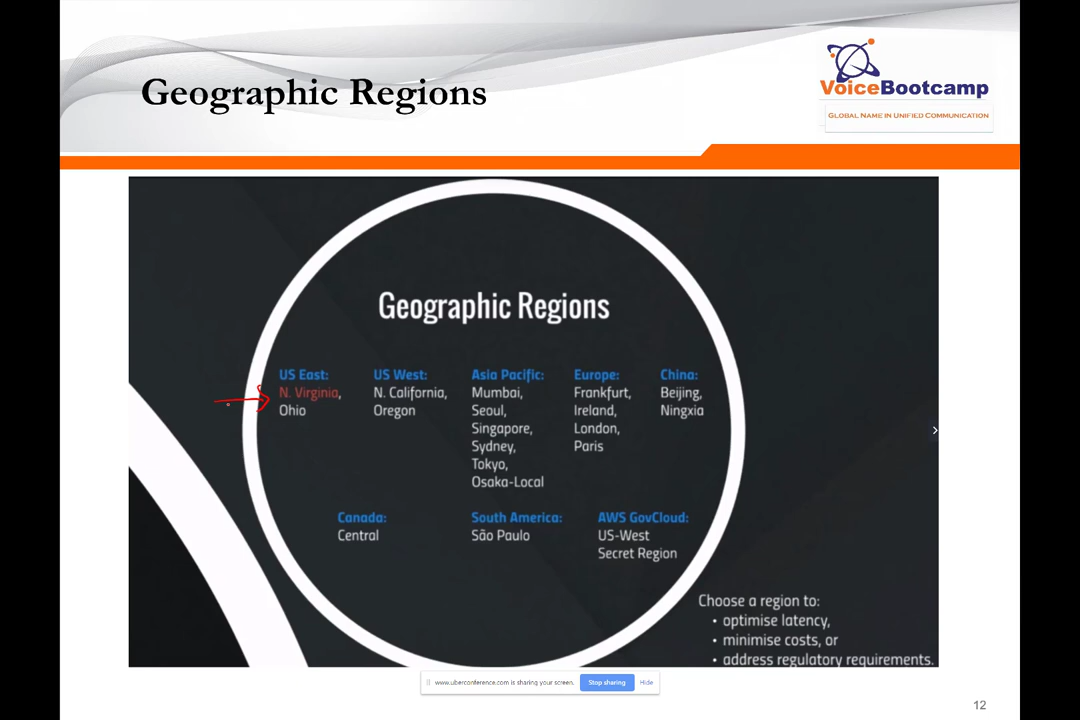 Geographic Regions
VoiceBootcamp
GLOBAL NAME IN UNIFIED COMMUNICATION
Geographic Regions
US East:
N. Virginia,
Ohio
US West:
N. California,
Oregon
Asia Pacific:
Mumbai,
Seoul,
Singapore,
Sydney,
Tokyo,
Osaka-Local
Europe:
Frankfurt,
Ireland,
London,
Paris
China:
Beijing,
Ningxia
Canada:
Central
South America:
São Paulo
AWS GovCloud:
US-West
Secret Region
Choose a region to:
• optimise latency,
• minimise costs, or
• address regulatory requirements.
www.uberconference.com is sharing your screen.
Stop sharing
Hide
12